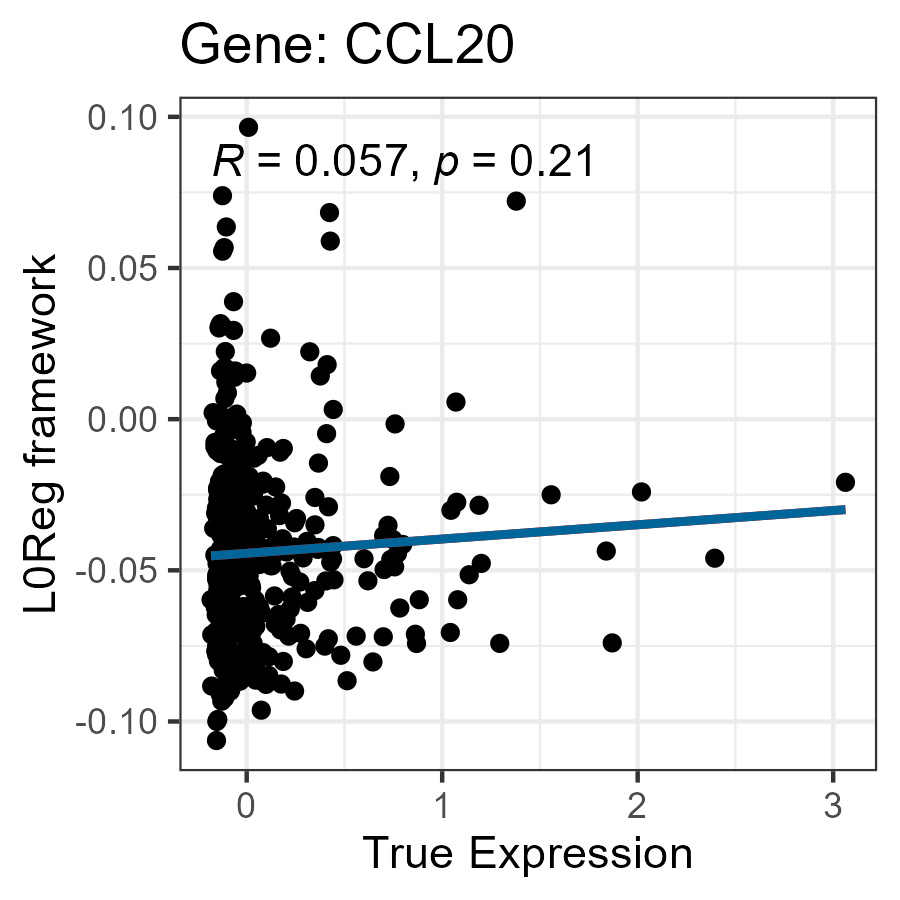 Gene: CCL20
R = 0.057, p = 0.21
0.10
0.05
0.00
-0.05
-0.10
L0Reg framework
0
1
2
3
True Expression